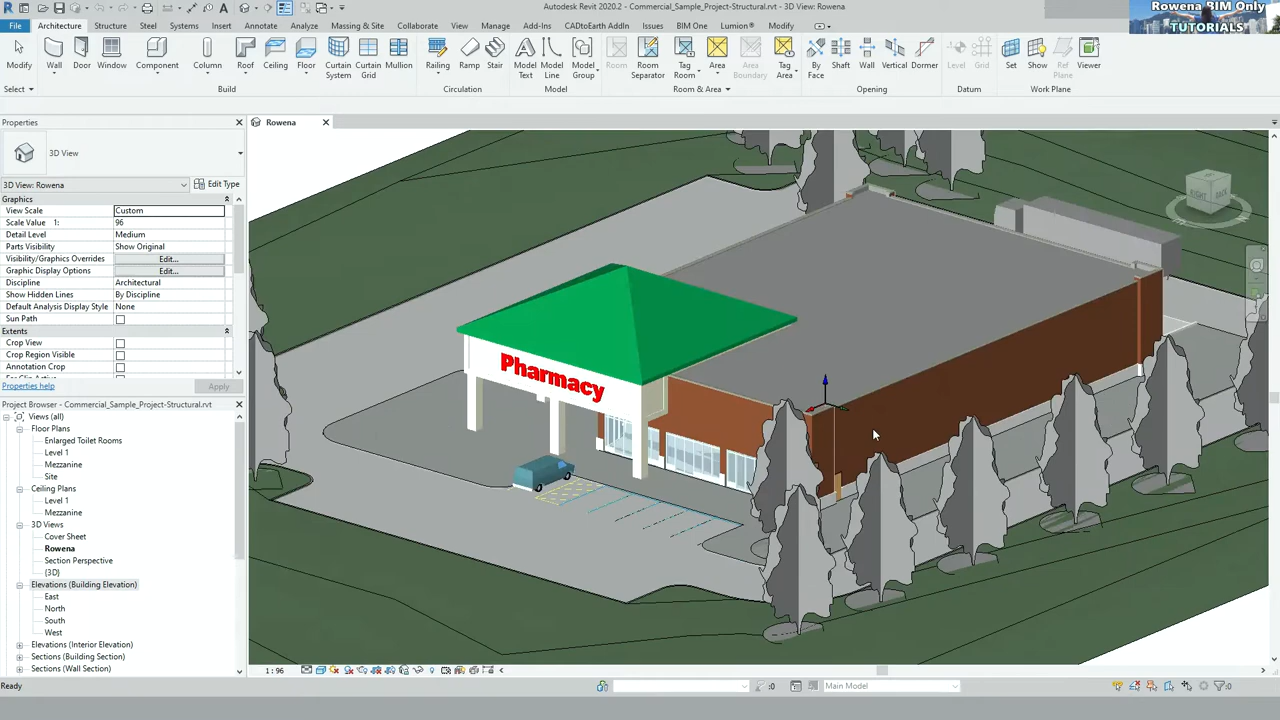 Autodesk Revit 2020.2 - Commercial_Sample_Project-Structural.rvt - 3D View: Rowena
Rowena BIM Only
TUTORIALS
File Architecture Structure Steel Systems Insert Annotate Analyze Massing & Site Collaborate View Manage Add-Ins CADtoEarth AddIn Issues BIM One Lumion® Modify
Modify Wall Door Window Component Column Roof Ceiling Floor Curtain System Curtain Grid Mullion Railing Ramp Stair Model Text Model Line Model Group Room Room Separator Tag Room Area Area Boundary Tag Area By Face Shaft Wall Vertical Dormer Level Grid Set Show Ref Plane Viewer
Select Build Circulation Model Room & Area Opening Datum Work Plane
Properties
Rowena
3D View
3D View: Rowena Edit Type
Graphics
View Scale Custom
Scale Value 1: 96
Detail Level Medium
Parts Visibility Show Original
Visibility/Graphics Overrides Edit...
Graphic Display Options Edit...
Discipline Architectural
Show Hidden Lines By Discipline
Default Analysis Display Style None
Sun Path
Extents
Crop View
Crop Region Visible
Annotation Crop
Properties help Apply
Project Browser - Commercial_Sample_Project-Structural.rvt
Views (all)
Floor Plans
Enlarged Toilet Rooms
Level 1
Mezzanine
Site
Ceiling Plans
Level 1
Mezzanine
3D Views
Cover Sheet
Rowena
Section Perspective
{3D}
Elevations (Building Elevation)
East
North
South
West
Elevations (Interior Elevation)
Sections (Building Section)
Sections (Wall Section)
Pharmacy
RIGHT BACK
1 : 96
Ready
:0
Main Model
:0